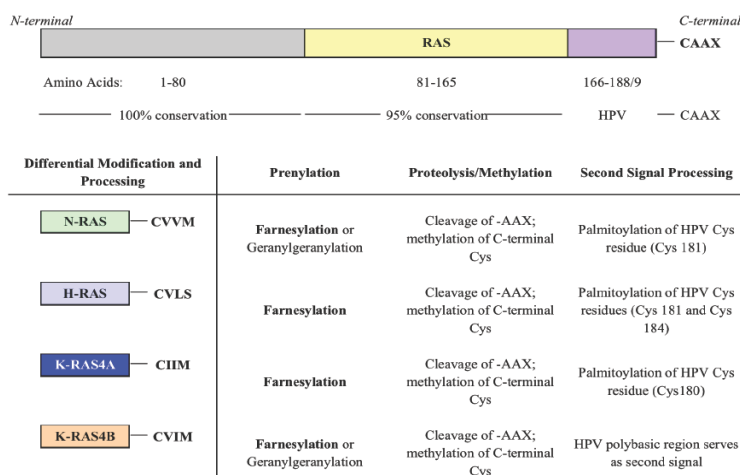 N-terminal
C-terminal
RAS
CAAX
Amino Acids: 1-80 81-165 166-188/9
100% conservation 95% conservation HPV CAAX
Differential Modification and Processing
Prenylation
Proteolysis/Methylation
Second Signal Processing
N-RAS CVVM
Farnesylation or
Geranylgeranylation
Cleavage of -AAX;
methylation of C-terminal
Cys
Palmitoylation of HPV Cys
residue (Cys 181)
H-RAS CVLS
Farnesylation
Cleavage of -AAX;
methylation of C-terminal
Cys
Palmitoylation of HPV Cys
residues (Cys 181 and Cys
184)
K-RAS4A CIIM
Farnesylation
Cleavage of -AAX;
methylation of C-terminal
Cys
Palmitoylation of HPV Cys
residue (Cys180)
K-RAS4B CVIM
Farnesylation or
Geranylgeranylation
Cleavage of -AAX;
methylation of C-terminal
Cys
HPV polybasic region serves
as second signal